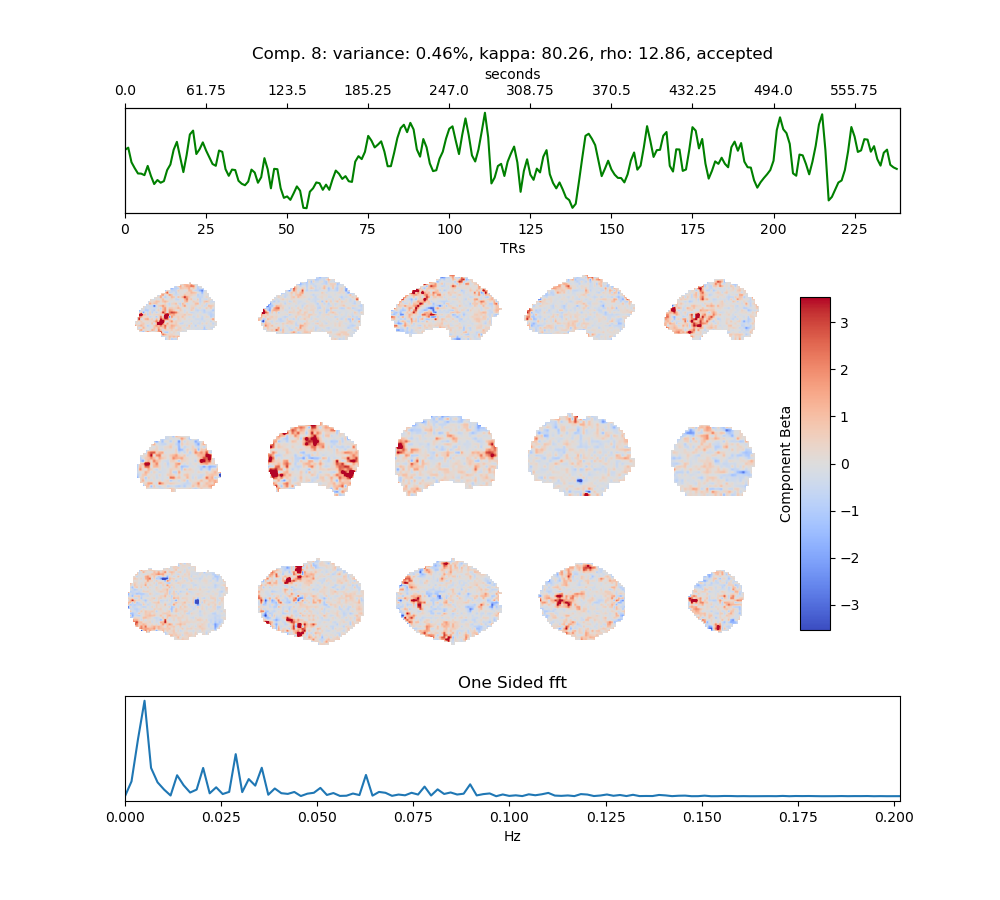 Comp. 8: variance: 0.46%, kappa: 80.26, rho: 12.86, accepted
seconds
0.0 61.75 123.5 185.25 247.0 308.75 370.5 432.25 494.0 555.75
0 25 50 75 100 125 150 175 200 225
TRs
3
2
1
0
−1
−2
−3
Component Beta
One Sided fft
0.000 0.025 0.050 0.075 0.100 0.125 0.150 0.175 0.200
Hz